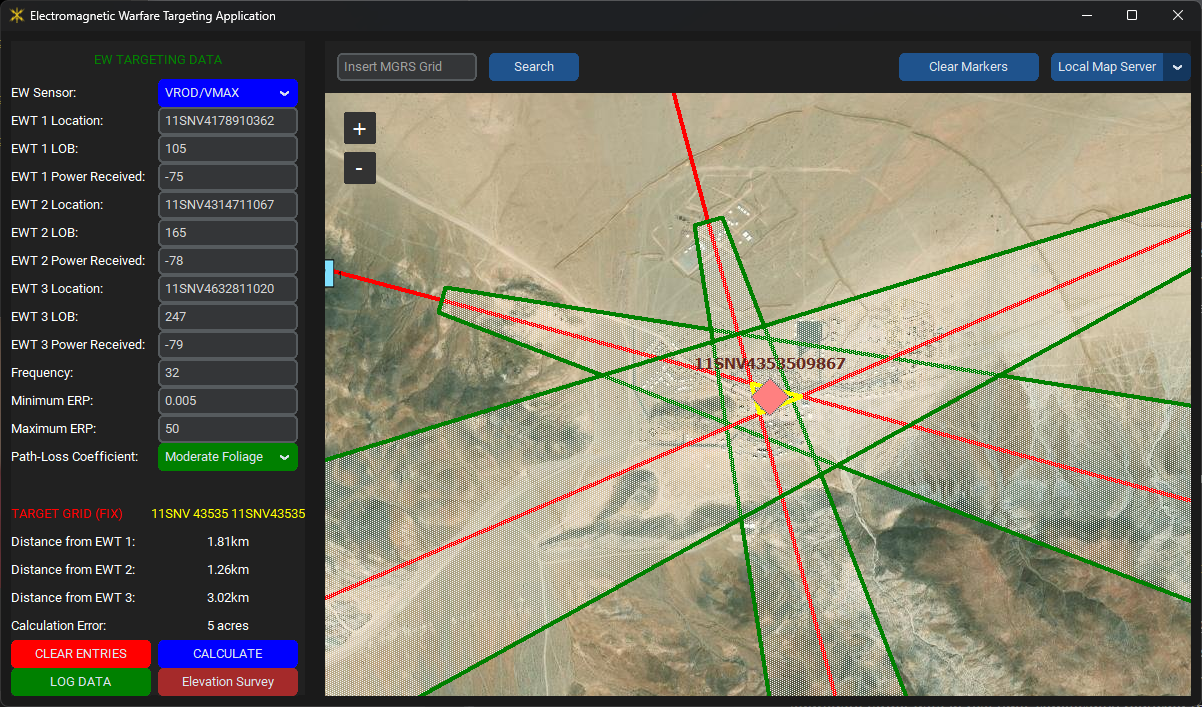 Electromagnetic Warfare Targeting Application
EW TARGETING DATA
EW Sensor: VROD/VMAX
EWT 1 Location: 11SNV4178910362
EWT 1 LOB: 105
EWT 1 Power Received: -75
EWT 2 Location: 11SNV4314711067
EWT 2 LOB: 165
EWT 2 Power Received: -78
EWT 3 Location: 11SNV4632811020
EWT 3 LOB: 247
EWT 3 Power Received: -79
Frequency: 32
Minimum ERP: 0.005
Maximum ERP: 50
Path-Loss Coefficient: Moderate Foliage
TARGET GRID (FIX) 11SNV 43535 11SNV43535
Distance from EWT 1: 1.81km
Distance from EWT 2: 1.26km
Distance from EWT 3: 3.02km
Calculation Error: 5 acres
CLEAR ENTRIES CALCULATE
LOG DATA Elevation Survey
Insert MGRS Grid Search Clear Markers Local Map Server
+
-
11SNV4353509867